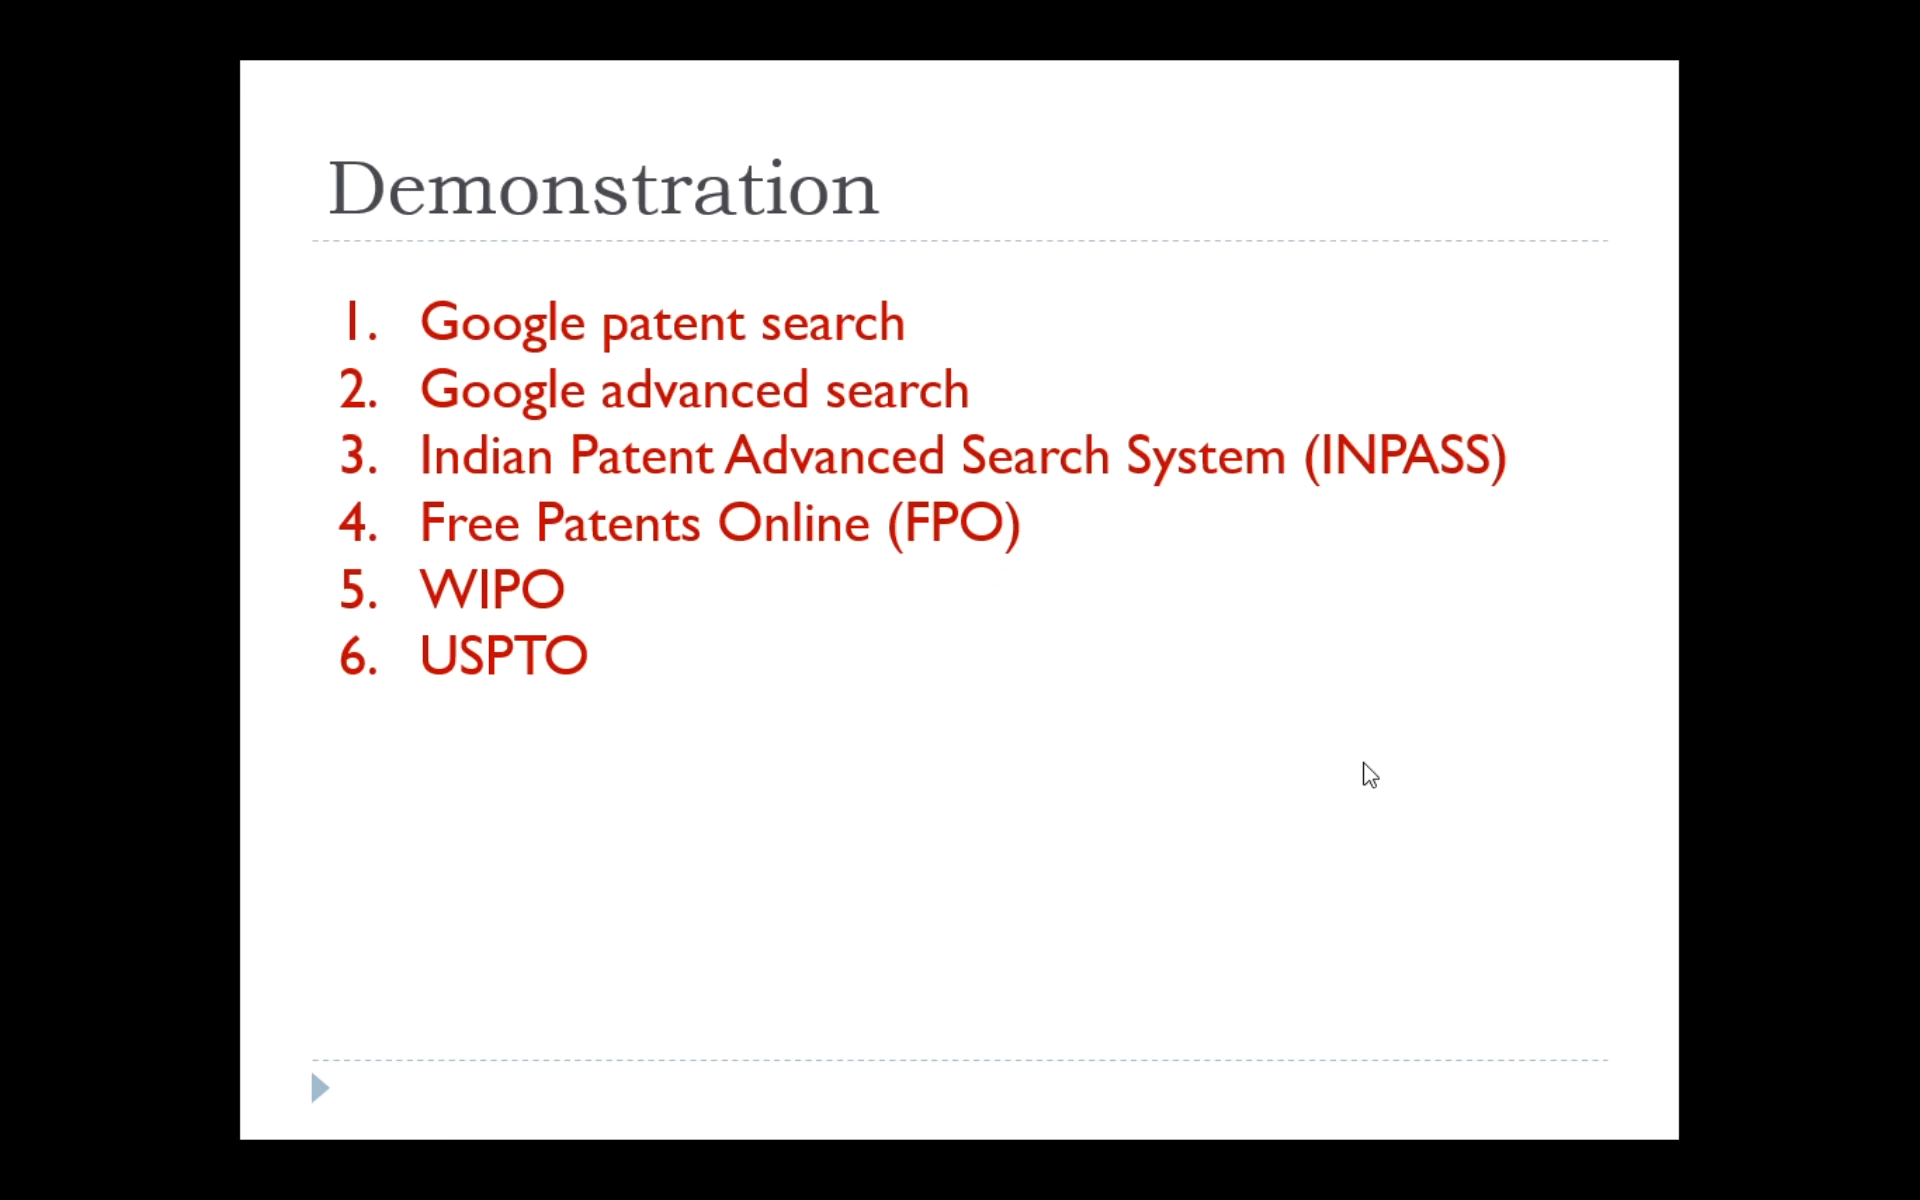 Demonstration
1. Google patent search
2. Google advanced search
3. Indian Patent Advanced Search System (INPASS)
4. Free Patents Online (FPO)
5. WIPO
6. USPTO